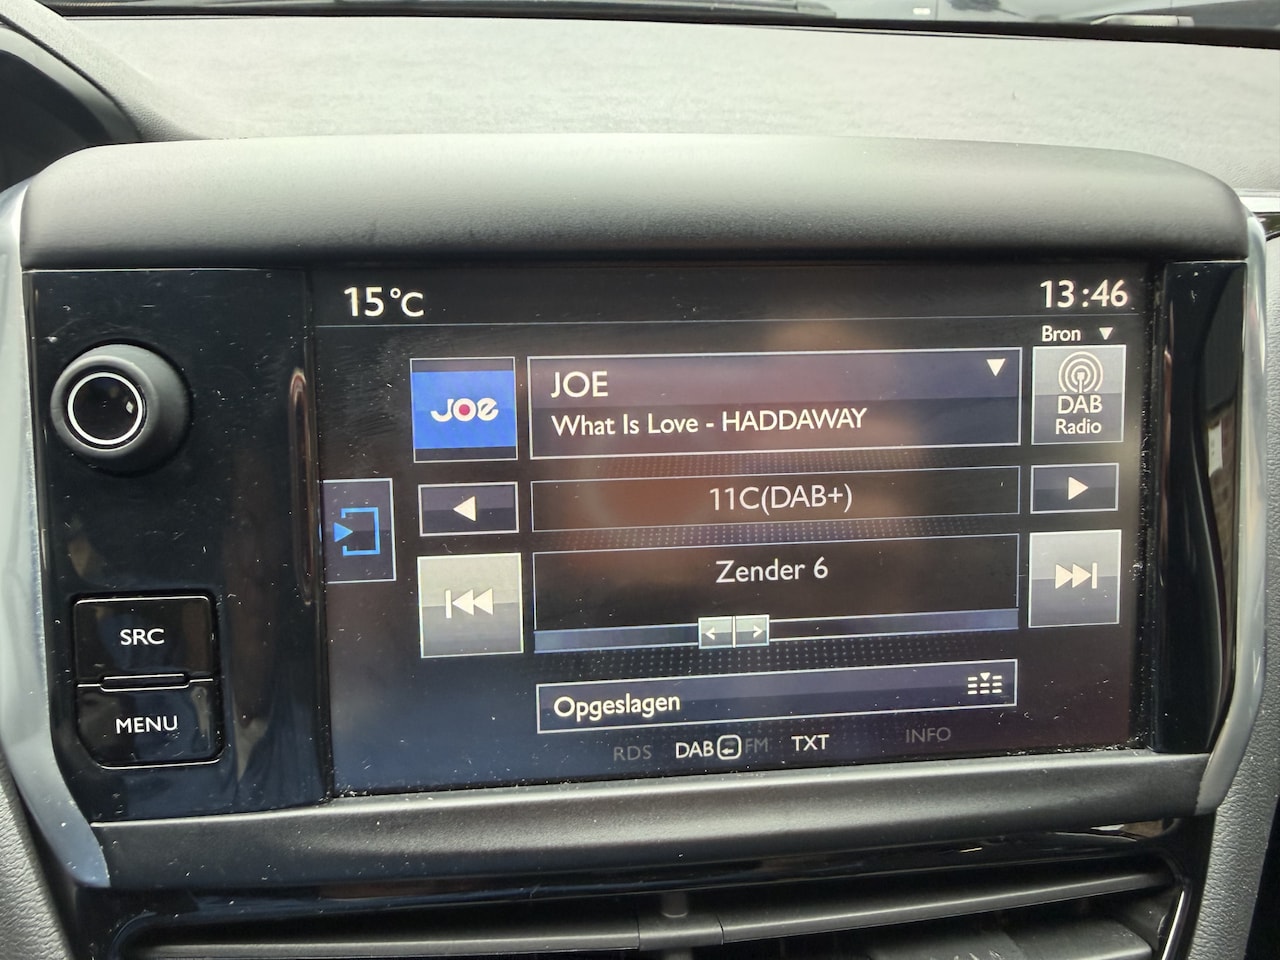 15°C
13:46
Bron
JOE
JOE
What Is Love - HADDAWAY
DAB
Radio
11C(DAB+)
Zender 6
SRC
MENU
Opgeslagen
RDS DAB FM TXT INFO